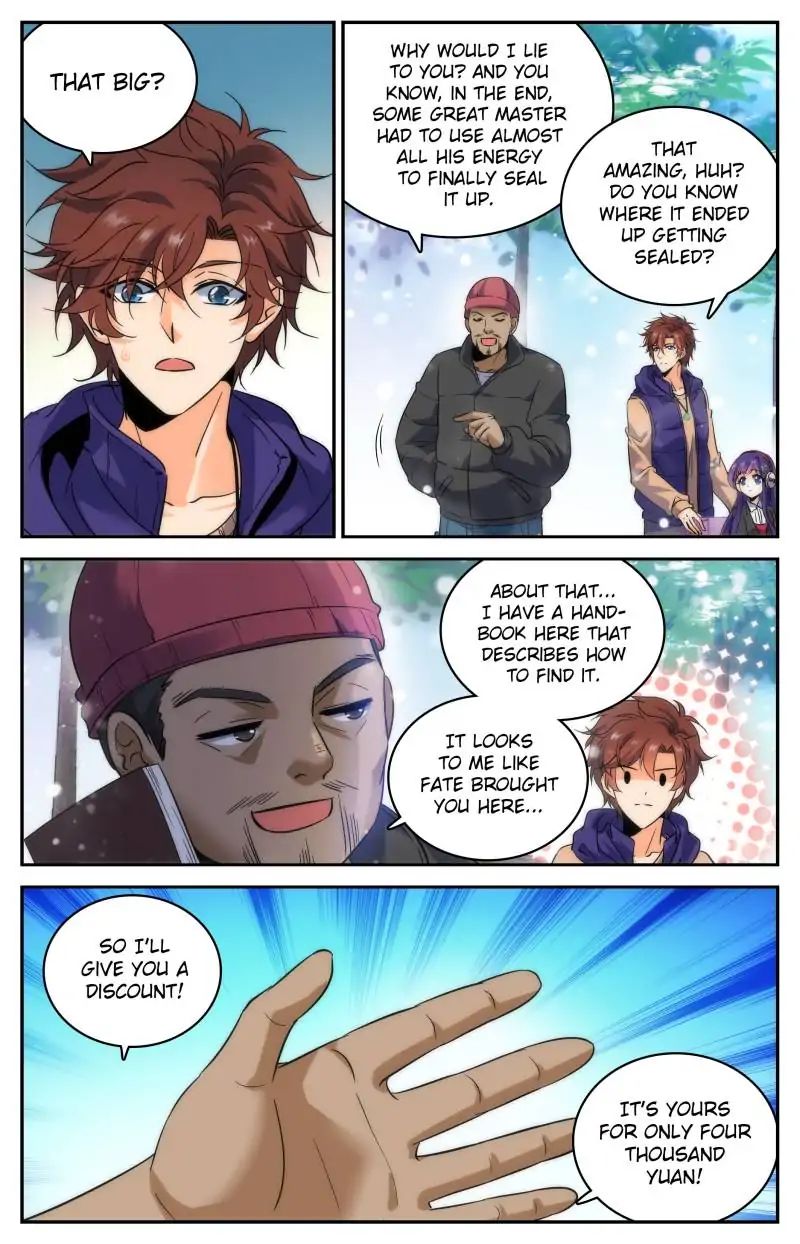 THAT BIG?
WHY WOULD I LIE
TO YOU? AND YOU
KNOW, IN THE END,
SOME GREAT MASTER
HAD TO USE ALMOST
ALL HIS ENERGY
TO FINALLY SEAL
IT UP.
THAT
AMAZING, HUH?
DO YOU KNOW
WHERE IT ENDED
UP GETTING
SEALED?
ABOUT THAT...
I HAVE A HAND-
BOOK HERE THAT
DESCRIBES HOW
TO FIND IT.
IT LOOKS
TO ME LIKE
FATE BROUGHT
YOU HERE...
SO I'LL
GIVE YOU A
DISCOUNT!
IT'S YOURS
FOR ONLY FOUR
THOUSAND
YUAN!